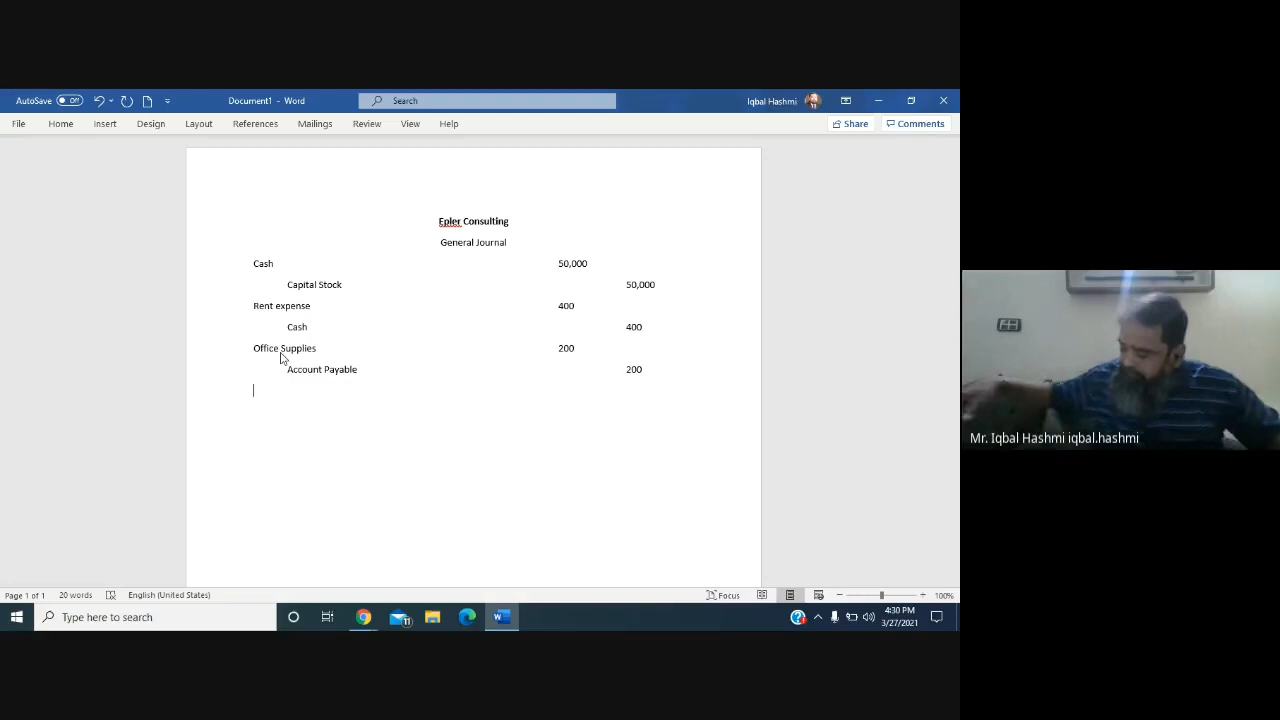 AutoSave Off Document1 - Word Search Iqbal Hashmi
File Home Insert Design Layout References Mailings Review View Help Share Comments
Epler Consulting
General Journal
Cash 50,000
Capital Stock 50,000
Rent expense 400
Cash 400
Office Supplies 200
Account Payable 200
Mr. Iqbal Hashmi iqbal.hashmi
Page 1 of 1 20 words English (United States) Focus 100%
Type here to search 11 4:30 PM
3/27/2021